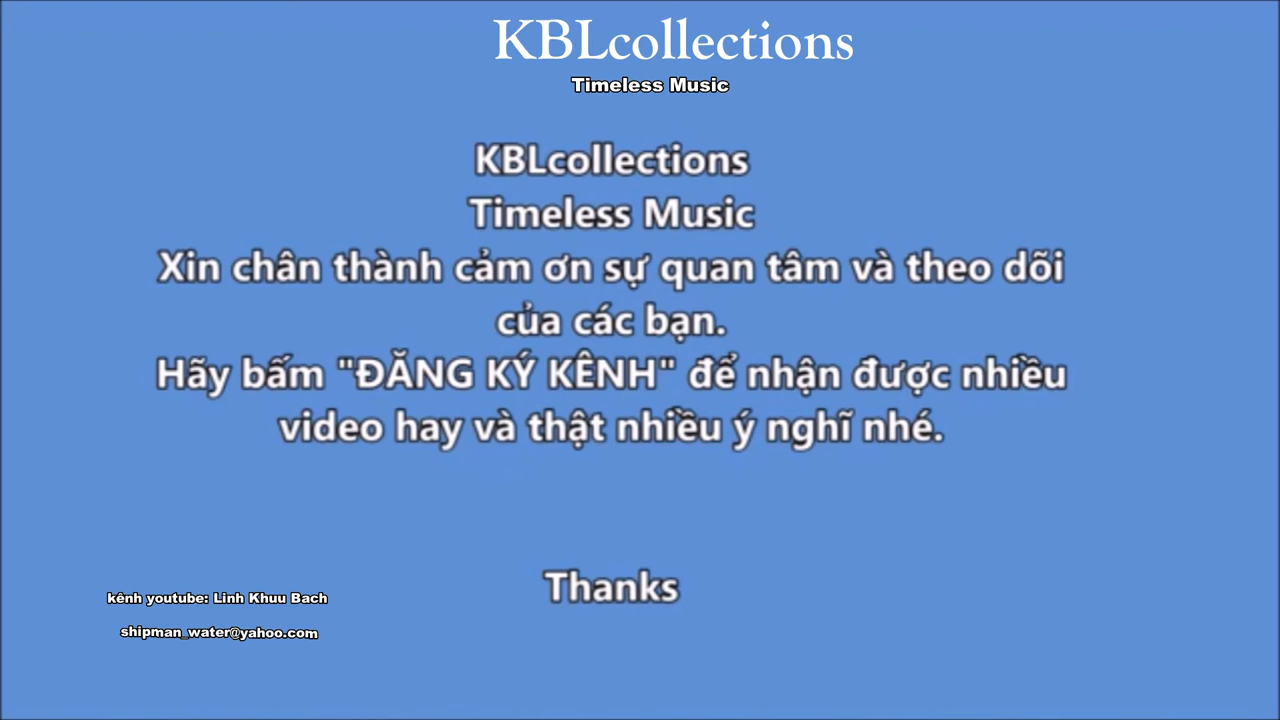 KBLcollections
Timeless Music
KBLcollections
Timeless Music
Xin chân thành cảm ơn sự quan tâm và theo dõi
của các bạn.
Hãy bấm "ĐĂNG KÝ KÊNH" để nhận được nhiều
video hay và thật nhiều ý nghĩ nhé.
Thanks
kênh youtube: Linh Khuu Bach
shipman_water@yahoo.com